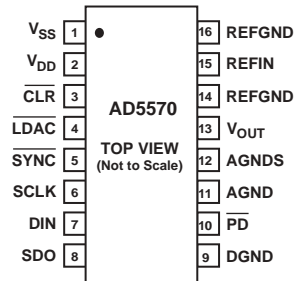 VSS 1
VDD 2
CLR 3
LDAC 4
SYNC 5
SCLK 6
DIN 7
SDO 8
AD5570
TOP VIEW
(Not to Scale)
16 REFGND
15 REFIN
14 REFGND
13 VOUT
12 AGNDS
11 AGND
10 PD
9 DGND